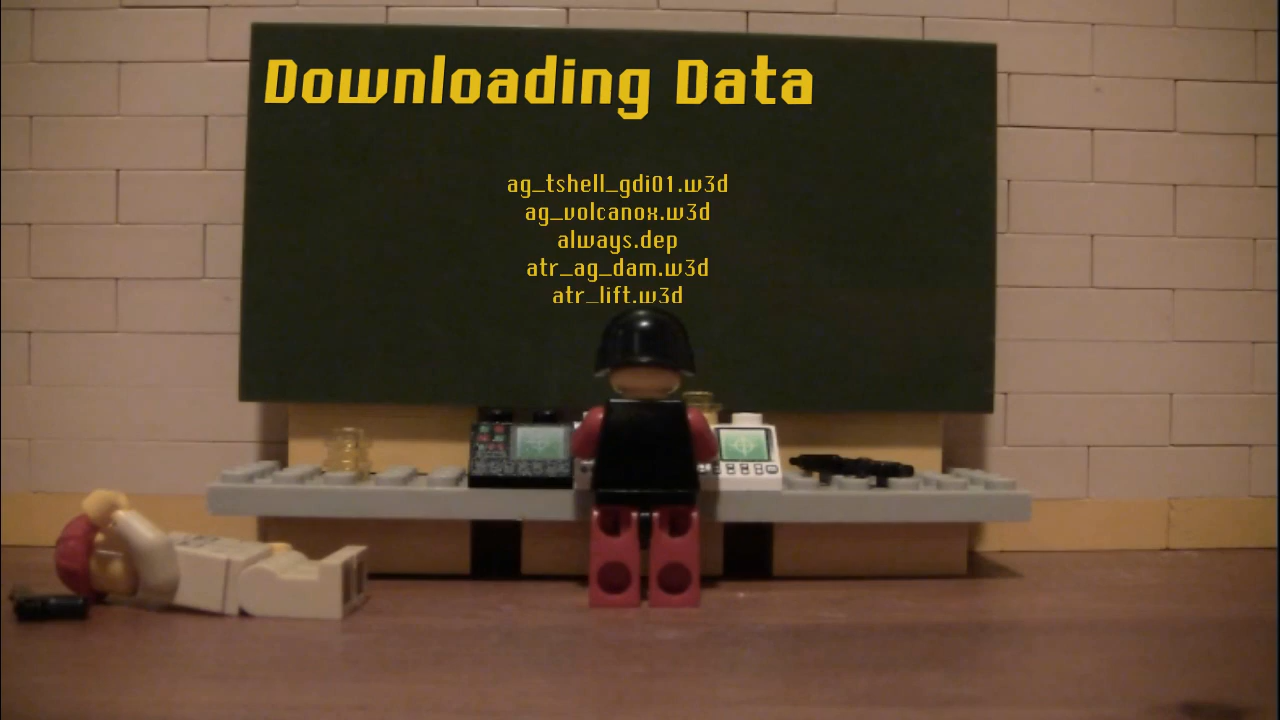 Downloading Data
ag_tshell_gdi01.w3d
ag_volcanox.w3d
always.dep
atr_ag_dam.w3d
atr_lift.w3d